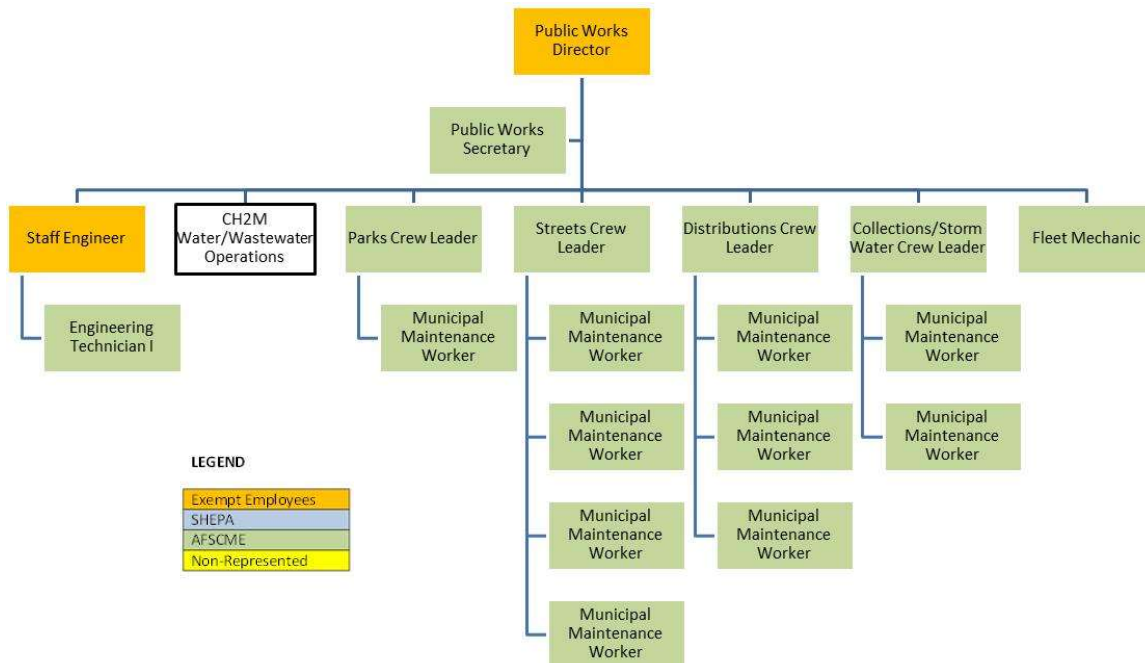 Public Works
Director
Public Works
Secretary
Staff Engineer
CH2M
Water/Wastewater
Operations
Parks Crew Leader
Streets Crew
Leader
Distributions Crew
Leader
Collections/Storm
Water Crew Leader
Fleet Mechanic
Engineering
Technician I
Municipal
Maintenance
Worker
Municipal
Maintenance
Worker
Municipal
Maintenance
Worker
Municipal
Maintenance
Worker
Municipal
Maintenance
Worker
Municipal
Maintenance
Worker
Municipal
Maintenance
Worker
Municipal
Maintenance
Worker
Municipal
Maintenance
Worker
Municipal
Maintenance
Worker
LEGEND
Exempt Employees
SHEPA
AFSCME
Non-Represented